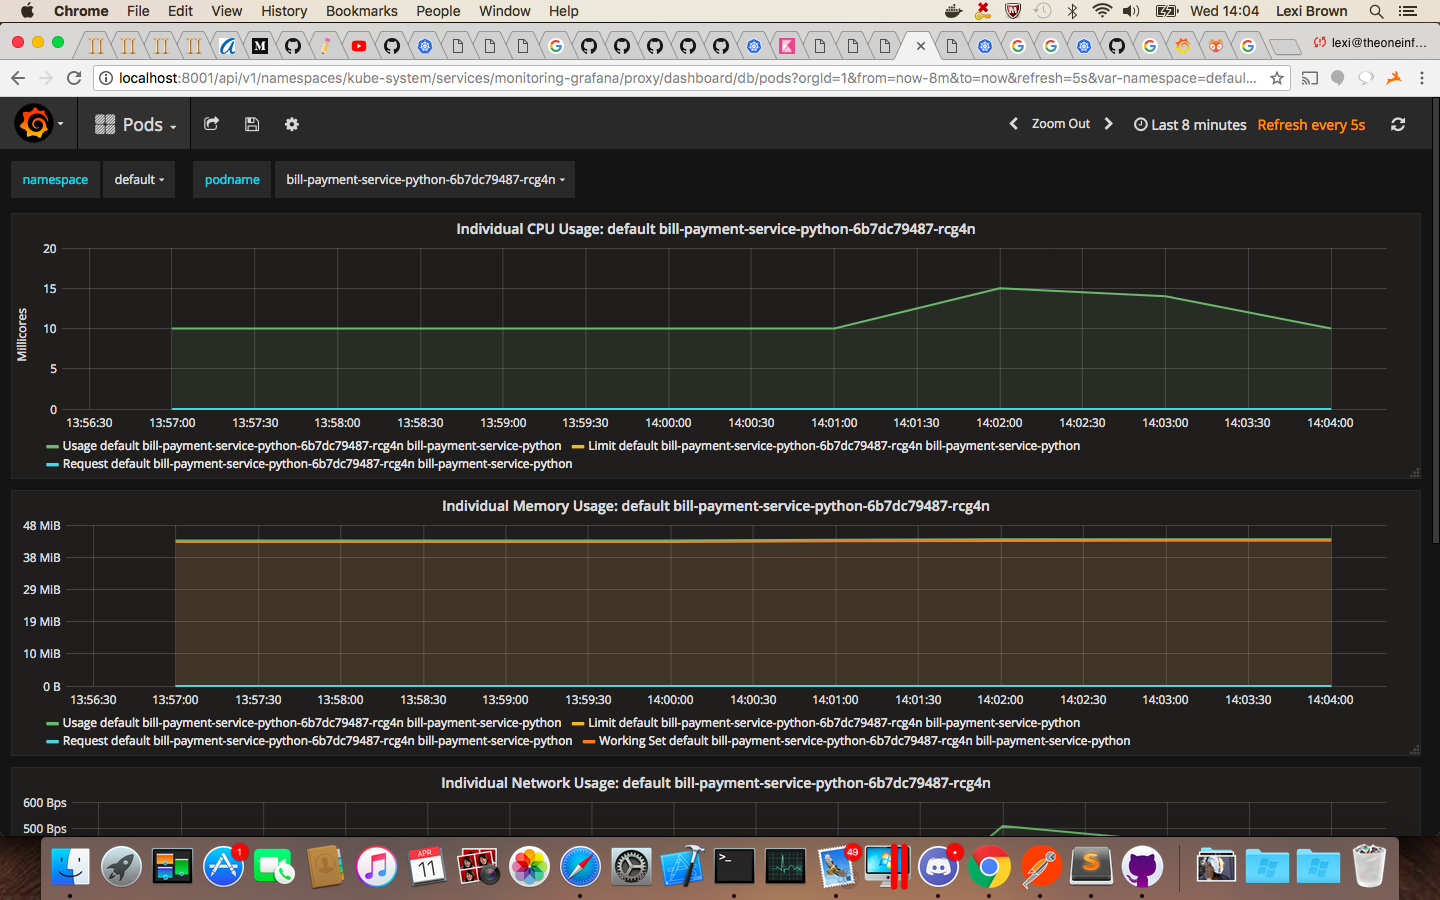 Chrome File Edit View History Bookmarks People Window Help Wed 14:04 Lexi Brown
lexi@theoneinf...
localhost:8001/api/v1/namespaces/kube-system/services/monitoring-grafana/proxy/dashboard/db/pods?orgId=1&from=now-8m&to=now&refresh=5s&var-namespace=defaul...
Pods Zoom Out Last 8 minutes Refresh every 5s
namespace default podname bill-payment-service-python-6b7dc79487-rcg4n
Individual CPU Usage: default bill-payment-service-python-6b7dc79487-rcg4n
Millicores
20
15
10
5
0
13:56:30 13:57:00 13:57:30 13:58:00 13:58:30 13:59:00 13:59:30 14:00:00 14:00:30 14:01:00 14:01:30 14:02:00 14:02:30 14:03:00 14:03:30 14:04:00
Usage default bill-payment-service-python-6b7dc79487-rcg4n bill-payment-service-python Limit default bill-payment-service-python-6b7dc79487-rcg4n bill-payment-service-python
Request default bill-payment-service-python-6b7dc79487-rcg4n bill-payment-service-python
Individual Memory Usage: default bill-payment-service-python-6b7dc79487-rcg4n
48 MiB
38 MiB
29 MiB
19 MiB
10 MiB
0 B
13:56:30 13:57:00 13:57:30 13:58:00 13:58:30 13:59:00 13:59:30 14:00:00 14:00:30 14:01:00 14:01:30 14:02:00 14:02:30 14:03:00 14:03:30 14:04:00
Usage default bill-payment-service-python-6b7dc79487-rcg4n bill-payment-service-python Limit default bill-payment-service-python-6b7dc79487-rcg4n bill-payment-service-python
Request default bill-payment-service-python-6b7dc79487-rcg4n bill-payment-service-python Working Set default bill-payment-service-python-6b7dc79487-rcg4n bill-payment-service-python
Individual Network Usage: default bill-payment-service-python-6b7dc79487-rcg4n
600 Bps
500 Bps
1
APR
11
49